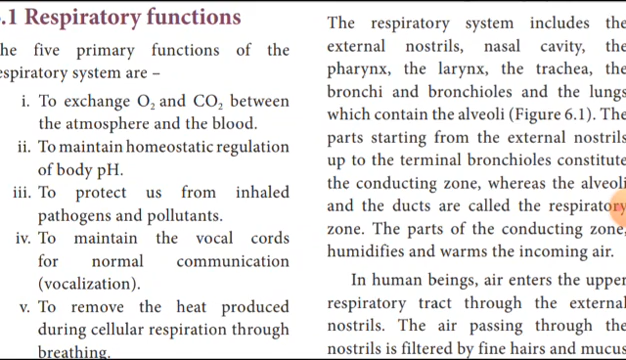 .1 Respiratory functions
he five primary functions of the
espiratory system are –
i. To exchange O₂ and CO₂ between
the atmosphere and the blood.
ii. To maintain homeostatic regulation
of body pH.
iii. To protect us from inhaled
pathogens and pollutants.
iv. To maintain the vocal cords
for normal communication
(vocalization).
v. To remove the heat produced
during cellular respiration through
breathing.
The respiratory system includes the
external nostrils, nasal cavity, the
pharynx, the larynx, the trachea, the
bronchi and bronchioles and the lungs
which contain the alveoli (Figure 6.1). The
parts starting from the external nostrils
up to the terminal bronchioles constitute
the conducting zone, whereas the alveoli
and the ducts are called the respiratory
zone. The parts of the conducting zone,
humidifies and warms the incoming air.
In human beings, air enters the upper
respiratory tract through the external
nostrils. The air passing through the
nostrils is filtered by fine hairs and mucus